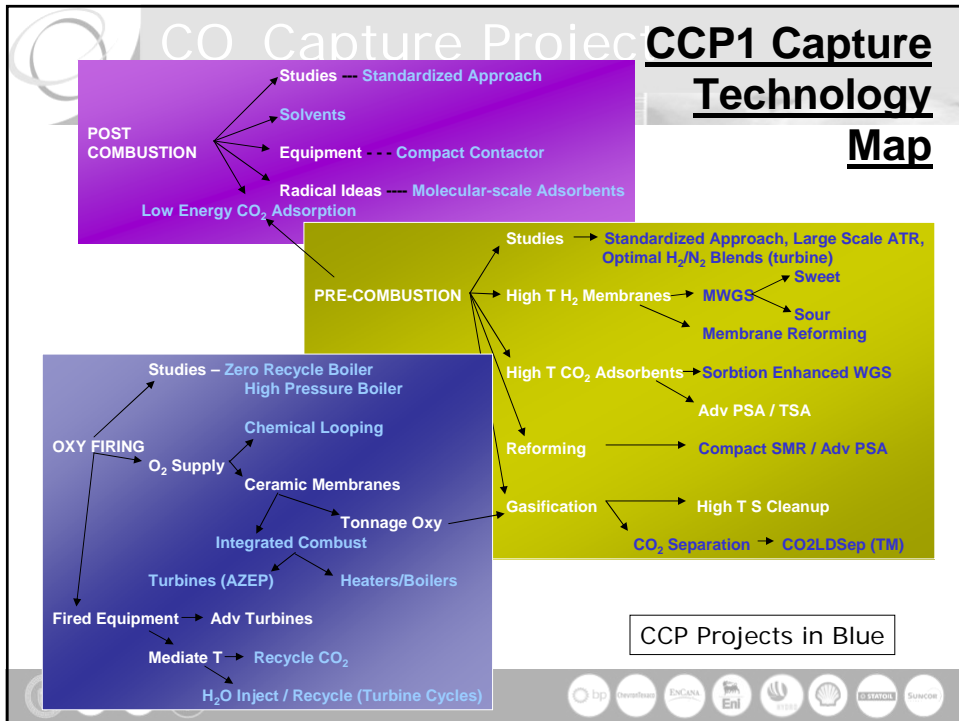 CO Capture Project
CCP1 Capture
Technology
Map
Studies --- Standardized Approach
Solvents
POST
COMBUSTION
Equipment - - - Compact Contactor
Radical Ideas ---- Molecular-scale Adsorbents
Low Energy CO₂ Adsorption
Studies
Standardized Approach, Large Scale ATR,
Optimal H₂/N₂ Blends (turbine)
Sweet
PRE-COMBUSTION
High T H₂ Membranes
MWGS
Sour
Membrane Reforming
High T CO₂ Adsorbents
Sorbtion Enhanced WGS
Adv PSA / TSA
Reforming
Compact SMR / Adv PSA
Gasification
High T S Cleanup
CO₂ Separation
CO2LDSep (TM)
Studies – Zero Recycle Boiler
High Pressure Boiler
Chemical Looping
OXY FIRING
O₂ Supply
Ceramic Membranes
Tonnage Oxy
Integrated Combust
Turbines (AZEP)
Heaters/Boilers
Fired Equipment
Adv Turbines
Mediate T
Recycle CO₂
H₂O Inject / Recycle (Turbine Cycles)
CCP Projects in Blue
bp
ChevronTexaco
ENCANA
Eni
STATOIL
SUNCOR